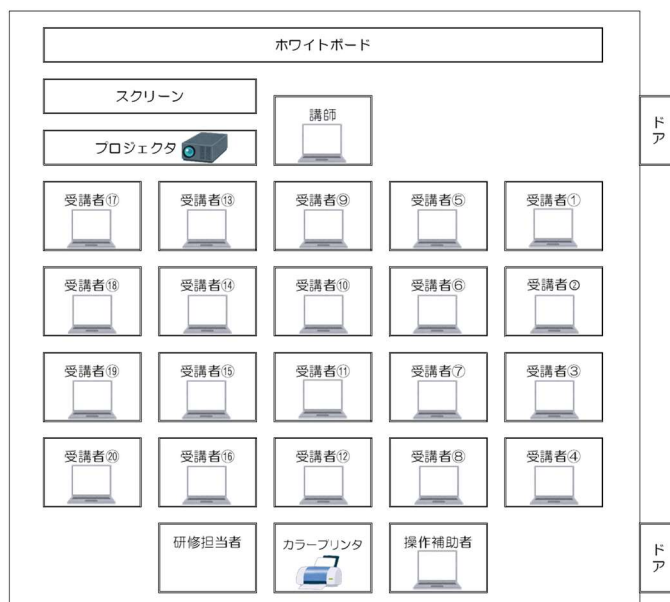 ホワイトボード
スクリーン
講師
ドア
プロジェクタ
受講者⑰ 受講者⑬ 受講者⑨ 受講者⑤ 受講者①
受講者⑱ 受講者⑭ 受講者⑩ 受講者⑥ 受講者②
受講者⑲ 受講者⑮ 受講者⑪ 受講者⑦ 受講者③
受講者⑳ 受講者⑯ 受講者⑫ 受講者⑧ 受講者④
研修担当者 カラープリンタ 操作補助者
ドア